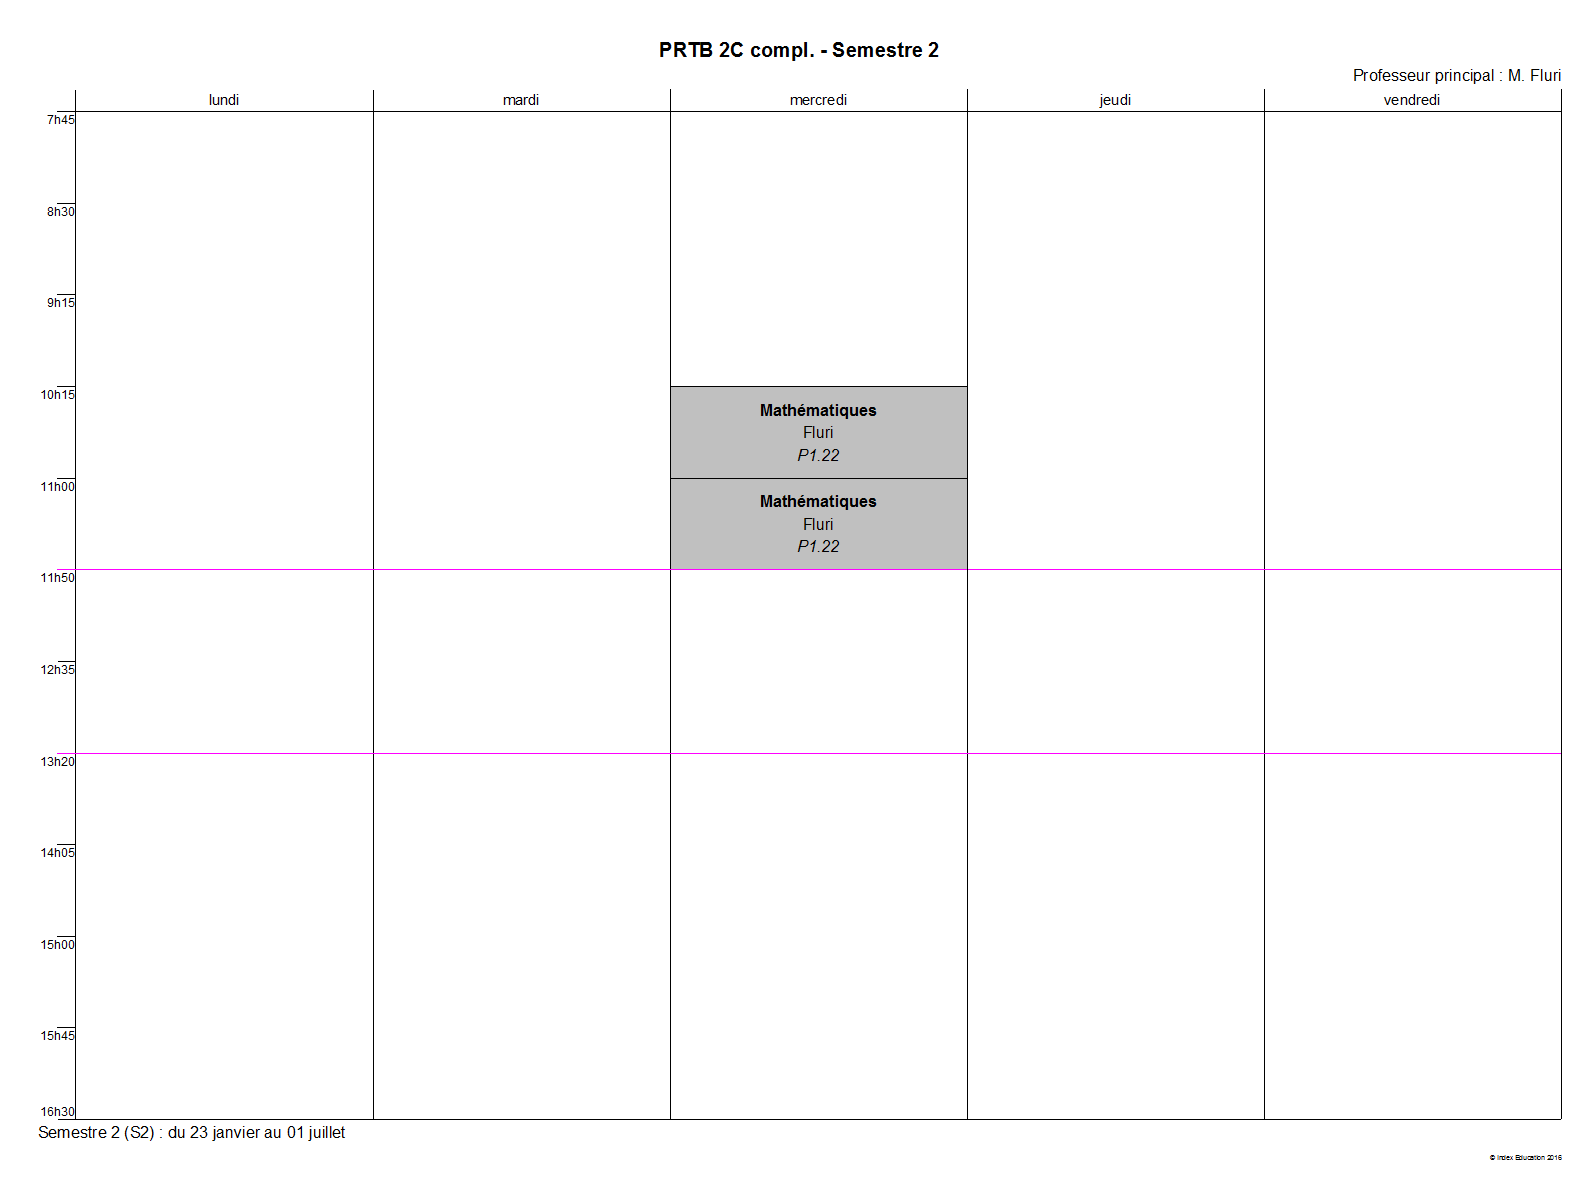 PRTB 2C compl. - Semestre 2
Professeur principal : M. Fluri
lundi mardi mercredi jeudi vendredi
7h45
8h30
9h15
10h15
Mathématiques
Fluri
P1.22
11h00
Mathématiques
Fluri
P1.22
11h50
12h35
13h20
14h05
15h00
15h45
16h30
Semestre 2 (S2) : du 23 janvier au 01 juillet
© Index Education 2016